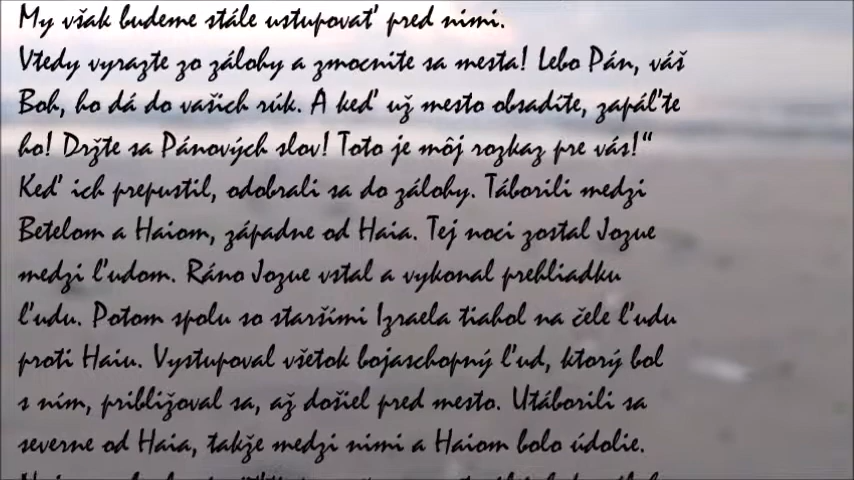 My však budeme stále ustupovať pred nimi.
Vtedy vyrazte zo zálohy a zmocnite sa mesta! Lebo Pán, váš
Boh, ho dá do vašich rúk. A keď už mesto obsadíte, zapáľte
ho! Držte sa Pánových slov! Toto je môj rozkaz pre vás!“
Keď ich prepustil, odobrali sa do zálohy. Táborili medzi
Betelom a Haiom, západne od Haia. Tej noci zostal Jozue
medzi ľudom. Ráno Jozue vstal a vykonal prehliadku
ľudu. Potom spolu so staršími Izraela tiahol na čele ľudu
proti Haiu. Vystupoval všetok bojaschopný ľud, ktorý bol
s ním, približoval sa, až došiel pred mesto. Utáborili sa
severne od Haia, takže medzi nimi a Haiom bolo údolie.